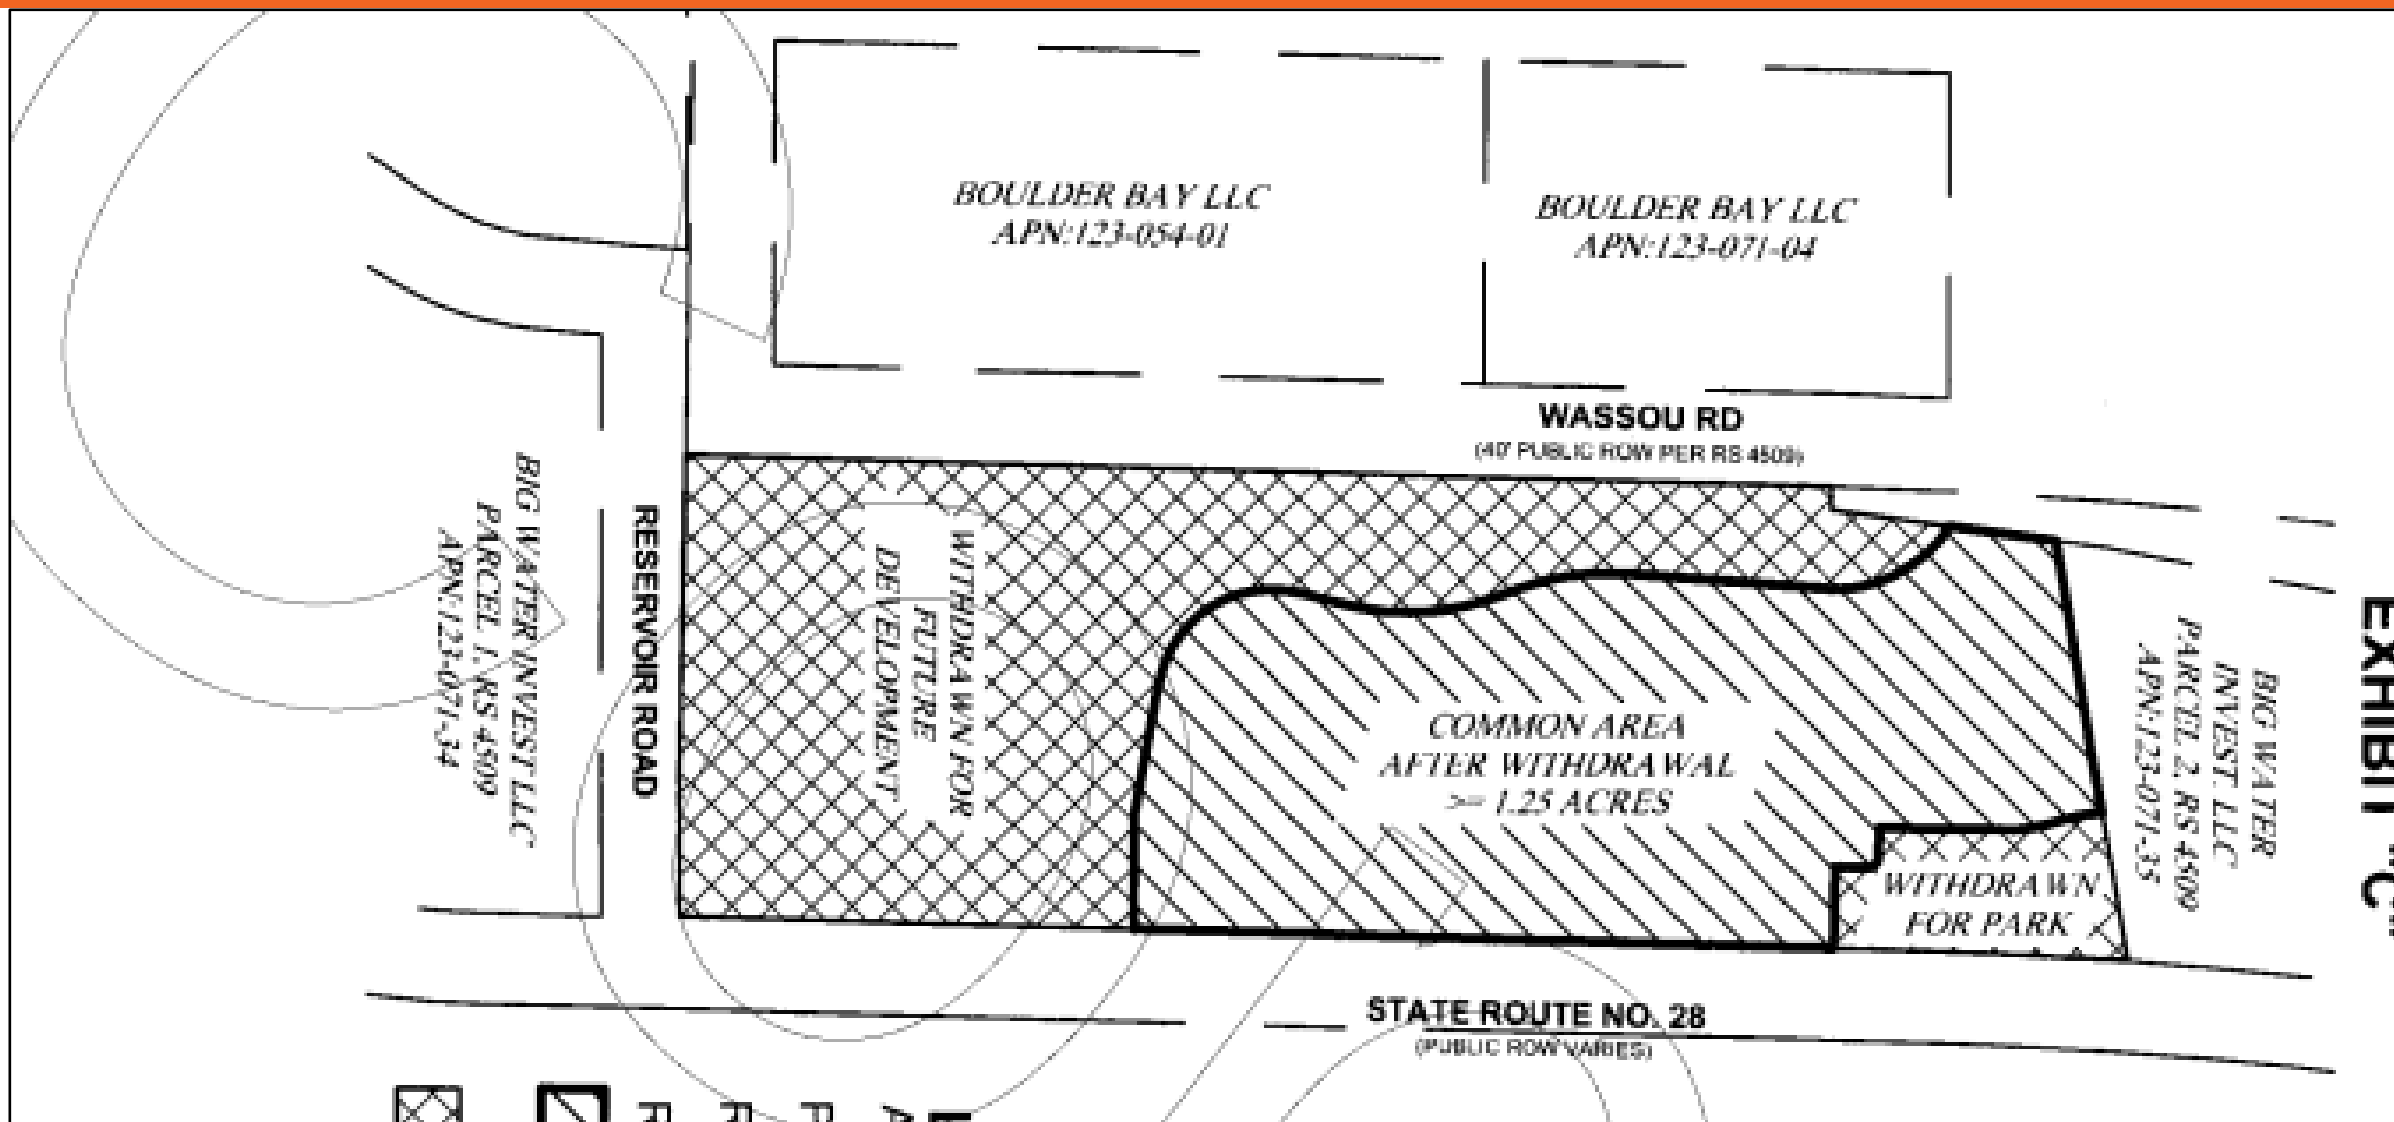 BOULDER BAY LLC
APN:123-054-01
BOULDER BAY LLC
APN:123-071-04
WASSOU RD
(40' PUBLIC ROW PER RS 4509)
BIG WATER INVEST LLC
PARCEL 1, RS 4509
APN:123-071-34
RESERVOIR ROAD
WITHDRAWN FOR
FUTURE
DEVELOPMENT
COMMON AREA
AFTER WITHDRAWAL
>= 1.25 ACRES
WITHDRAWN
FOR PARK
BIG WATER
INVEST. LLC
PARCEL 2, RS 4509
APN:123-071-35
EXHIBIT "C"
STATE ROUTE NO. 28
(PUBLIC ROW VARIES)